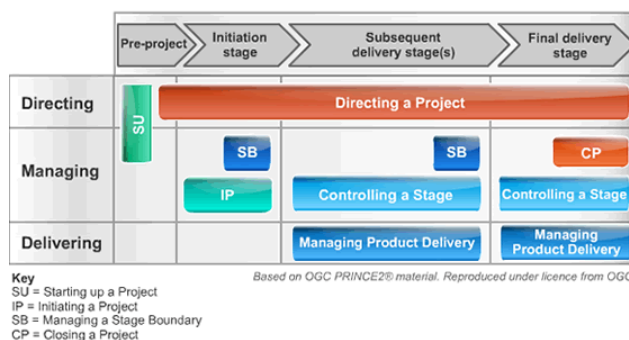 Pre-project
Initiation
stage
Subsequent
delivery stage(s)
Final delivery
stage
Directing
SU
Directing a Project
Managing
SB
SB
CP
IP
Controlling a Stage
Controlling a Stage
Delivering
Managing Product Delivery
Managing
Product Delivery
Key
Based on OGC PRINCE2® material. Reproduced under licence from OGC
SU = Starting up a Project
IP = Initiating a Project
SB = Managing a Stage Boundary
CP = Closing a Project